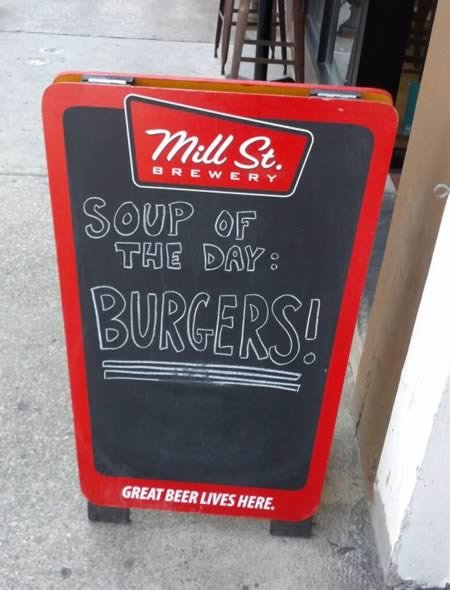 Mill St.
BREWERY
SOUP OF
THE DAY:
BURGERS!
GREAT BEER LIVES HERE.